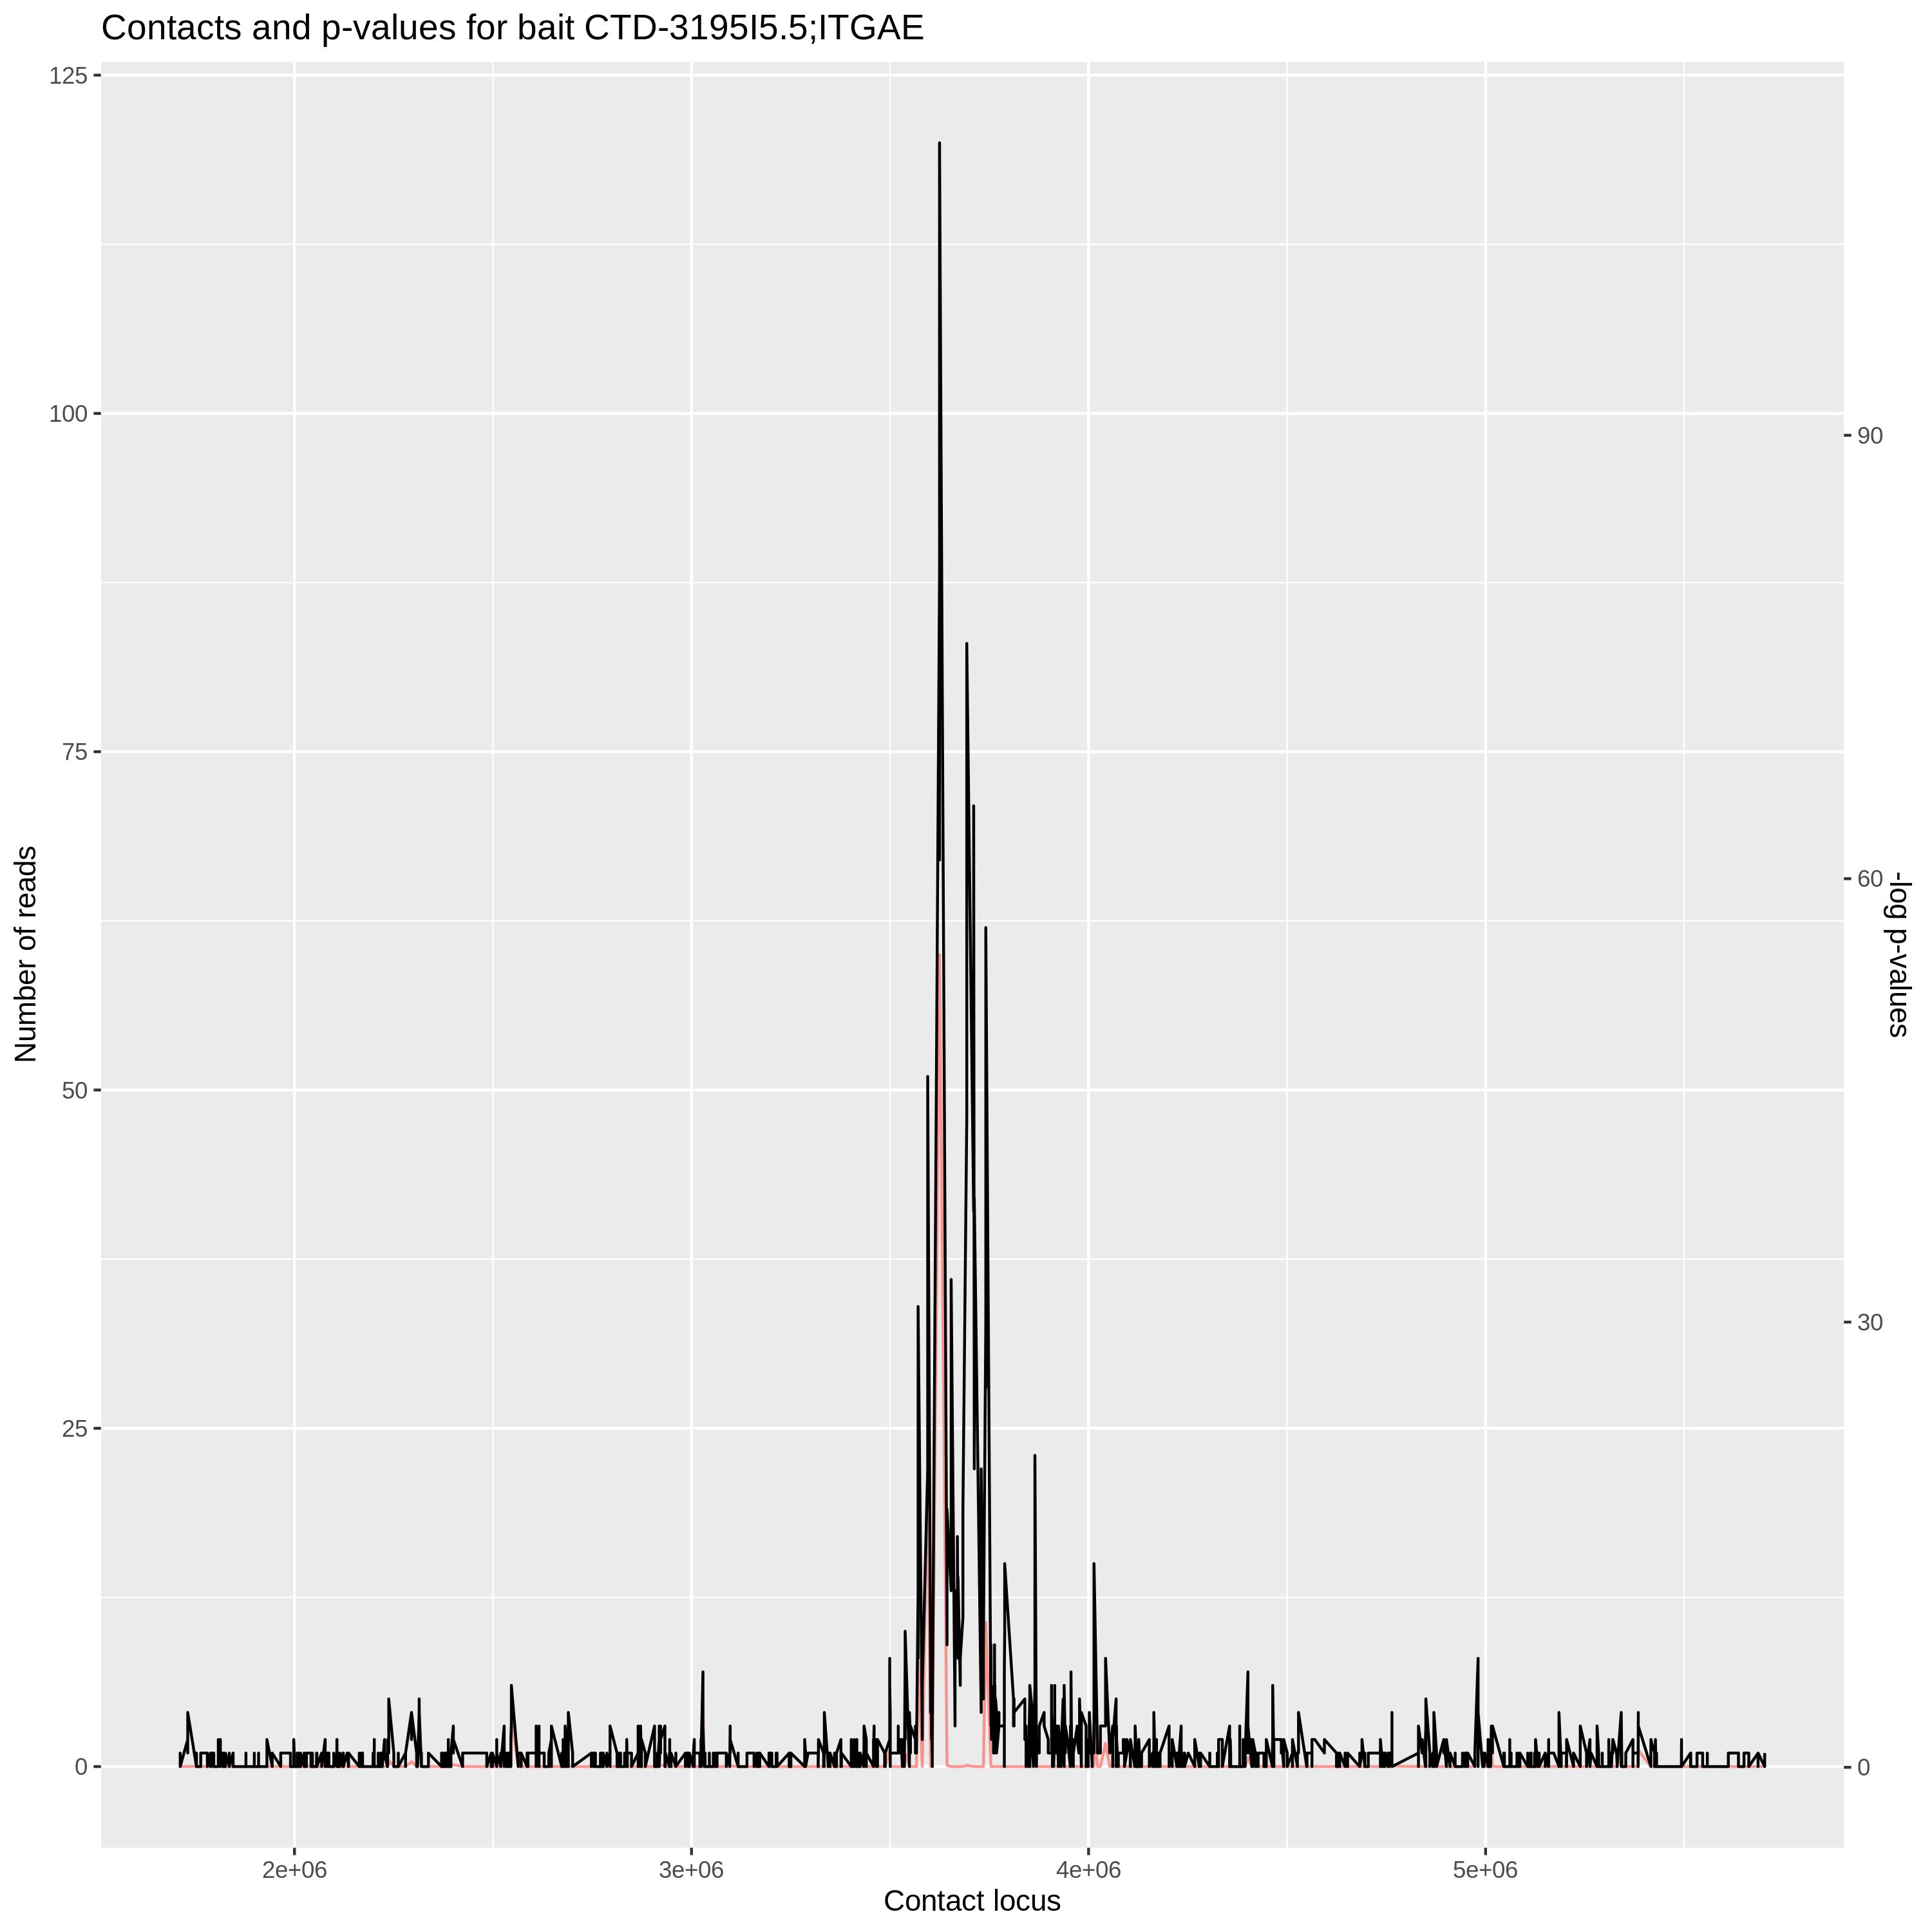 Contacts and p-values for bait CTD-3195I5.5;ITGAE
125
100
75
50
25
0
Number of reads
90
60
30
0
-log p-values
2e+06
3e+06
4e+06
5e+06
Contact locus